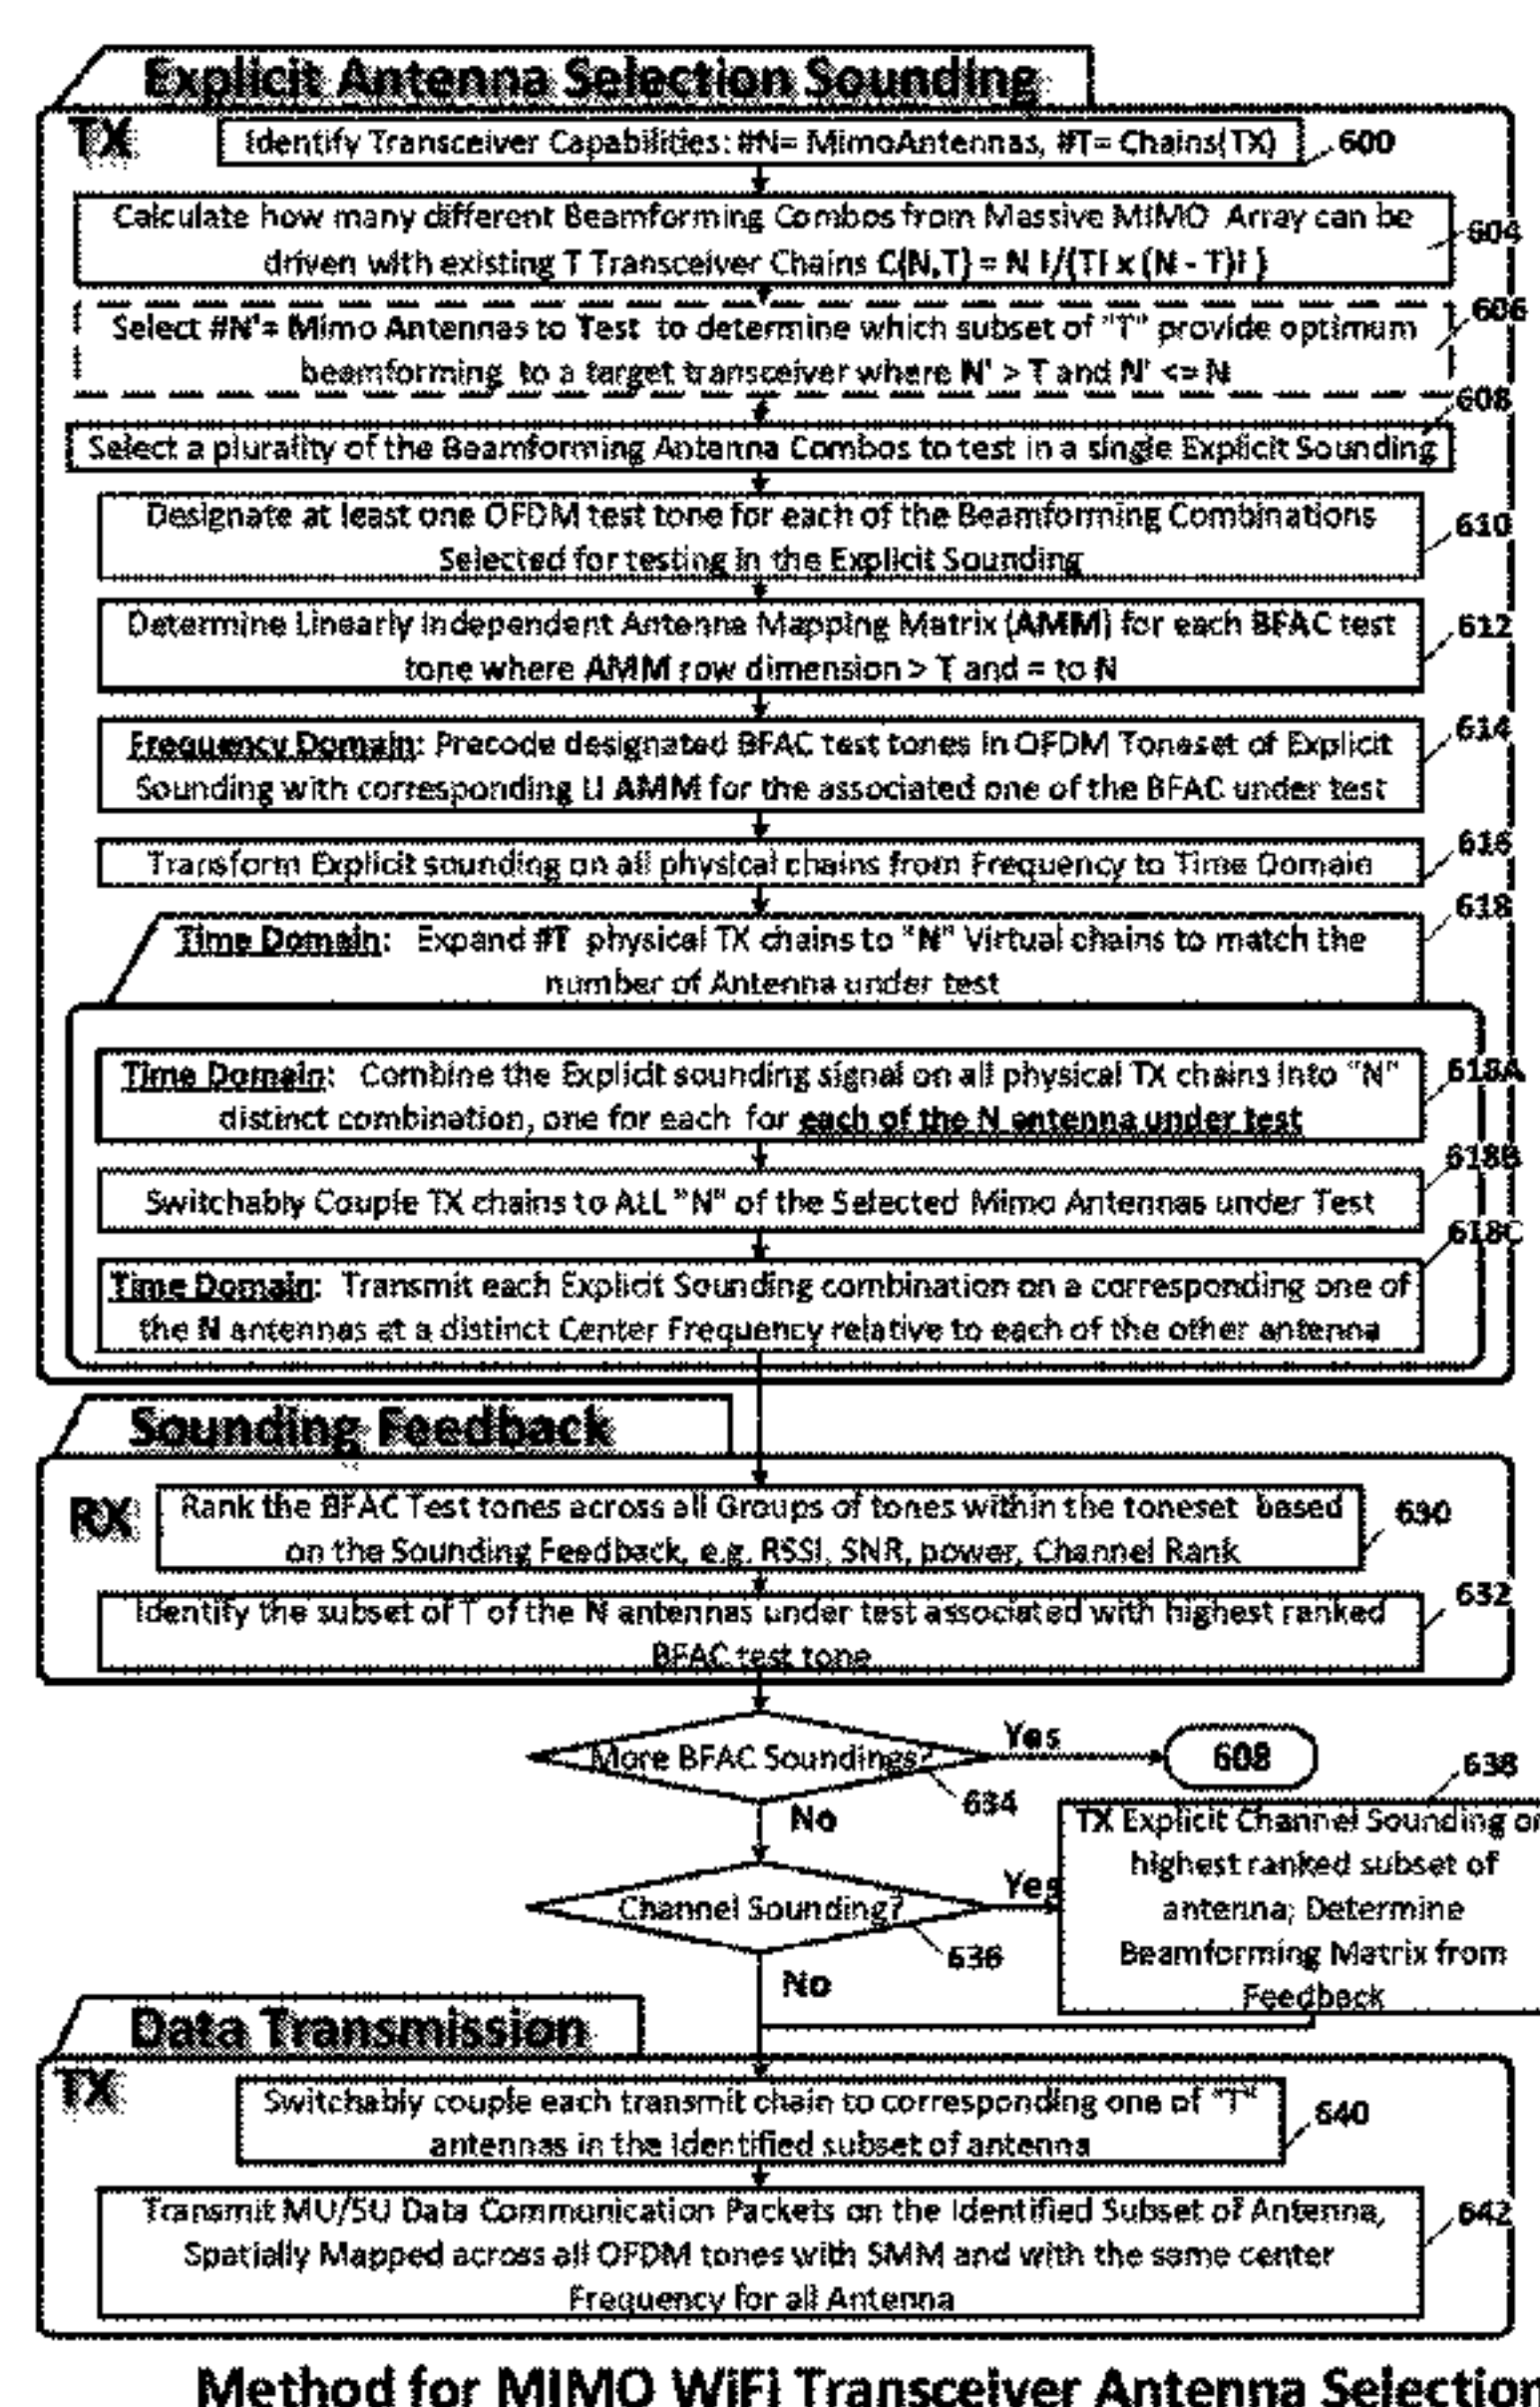 Explicit Antenna Selection Sounding
TX
Identify Transceiver Capabilities: #N= MimoAntennas, #T= Chains(TX)
600
Calculate how many different Beamforming Combos from Massive MIMO Array can be
driven with existing T Transceiver Chains C(N,T) = N !/(T! x (N - T)! )
604
Select #N'= Mimo Antennas to Test to determine which subset of "T" provide optimum
beamforming to a target transceiver where N' > T and N' <= N
606
608
Select a plurality of the Beamforming Antenna Combos to test in a single Explicit Sounding
Designate at least one OFDM test tone for each of the Beamforming Combinations
Selected for testing in the Explicit Sounding
610
Determine Linearly Independent Antenna Mapping Matrix (AMM) for each BFAC test
tone where AMM row dimension > T and = to N
612
Frequency Domain: Precode designated BFAC test tones in OFDM Toneset of Explicit
Sounding with corresponding LI AMM for the associated one of the BFAC under test
614
Transform Explicit sounding on all physical chains from Frequency to Time Domain
616
Time Domain: Expand #T physical TX chains to "N" Virtual chains to match the
number of Antenna under test
618
Time Domain: Combine the Explicit sounding signal on all physical TX chains into "N"
distinct combination, one for each for each of the N antenna under test
618A
Switchably Couple TX chains to ALL "N" of the Selected Mimo Antennas under Test
618B
Time Domain: Transmit each Explicit Sounding combination on a corresponding one of
the N antennas at a distinct Center Frequency relative to each of the other antenna
618C
Sounding Feedback
RX
Rank the BFAC Test tones across all Groups of tones within the toneset based
on the Sounding Feedback, e.g. RSSI, SNR, power, Channel Rank
630
Identify the subset of T of the N antennas under test associated with highest ranked
BFAC test tone
632
More BFAC Soundings?
Yes
608
634
No
638
TX Explicit Channel Sounding on
highest ranked subset of
antenna; Determine
Beamforming Matrix from
Feedback
Channel Sounding?
Yes
636
No
Data Transmission
TX
Switchably couple each transmit chain to corresponding one of "T"
antennas in the Identified subset of antenna
640
Transmit MU/SU Data Communication Packets on the Identified Subset of Antenna,
Spatially Mapped across all OFDM tones with SMM and with the same center
Frequency for all Antenna
642
Method for MIMO WiFi Transceiver Antenna Selection